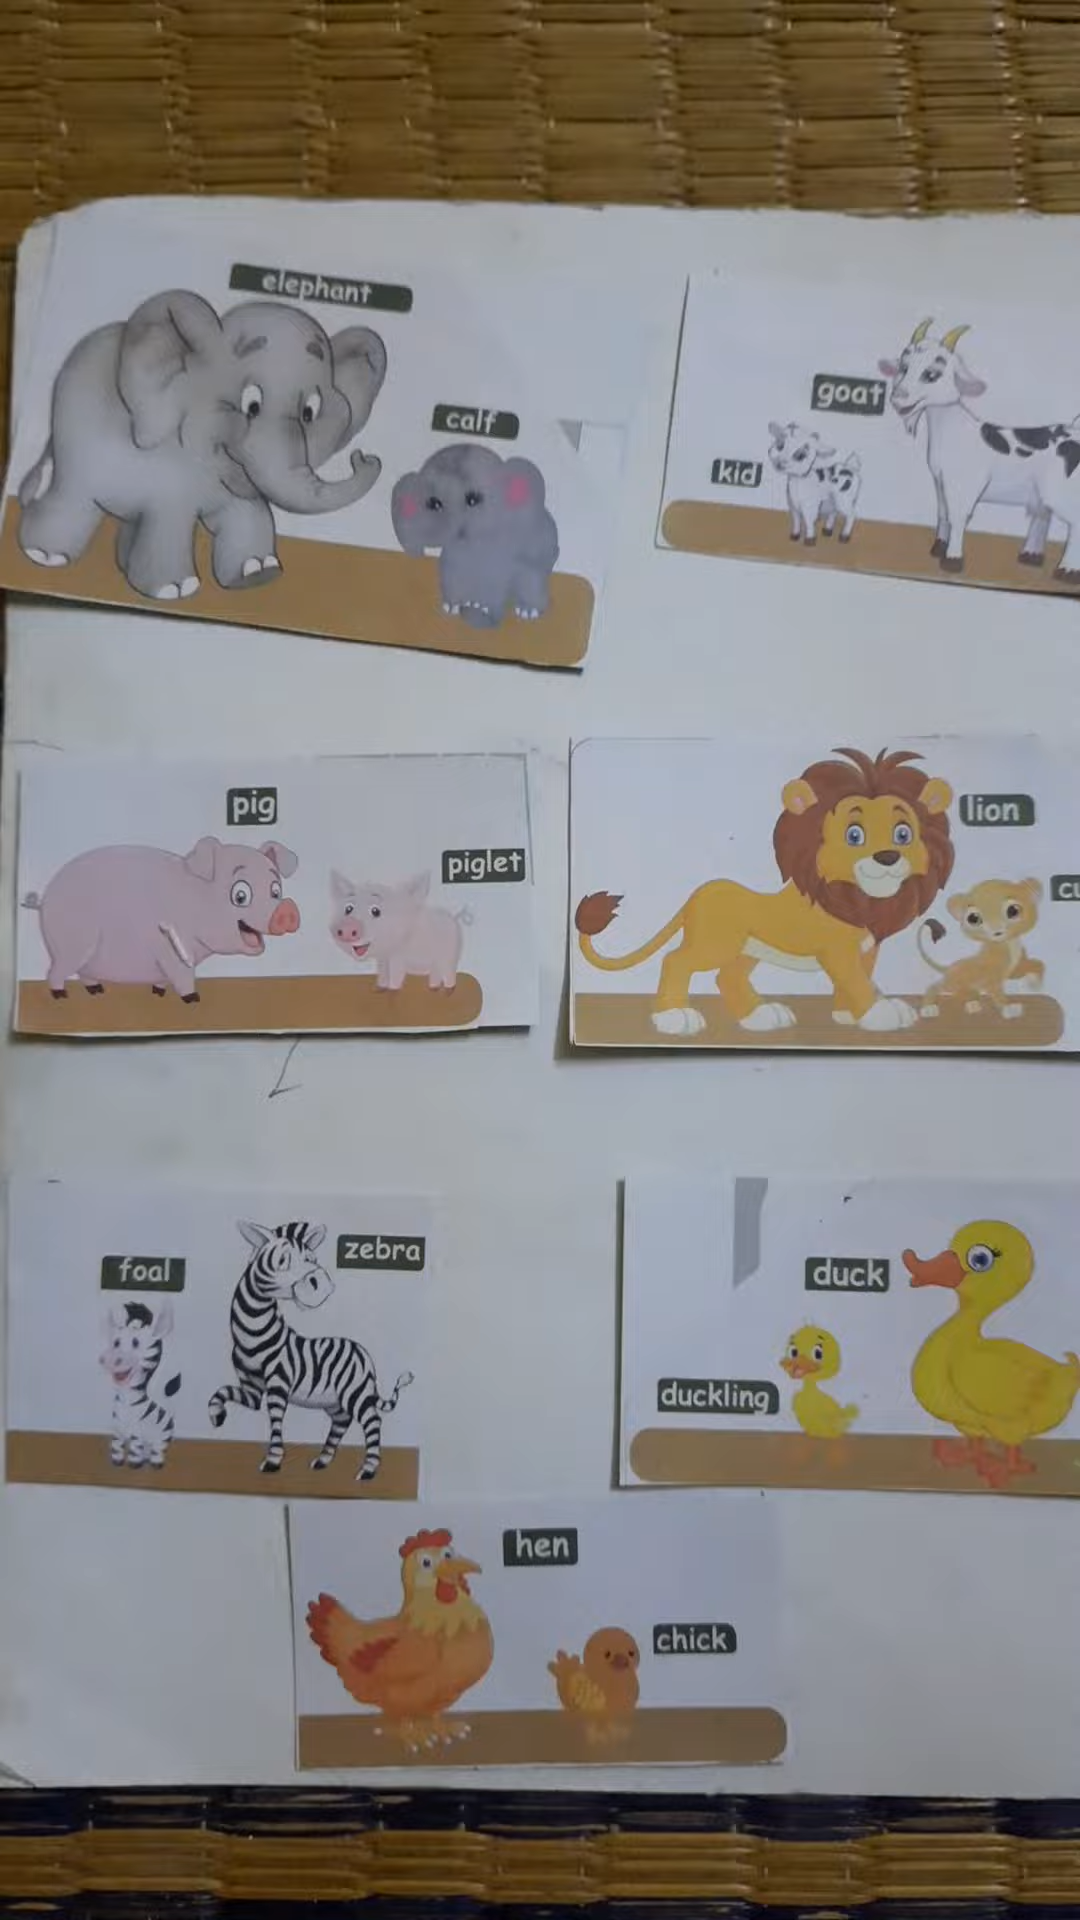 elephant
calf
goat
kid
pig
piglet
lion
foal
zebra
duck
duckling
hen
chick